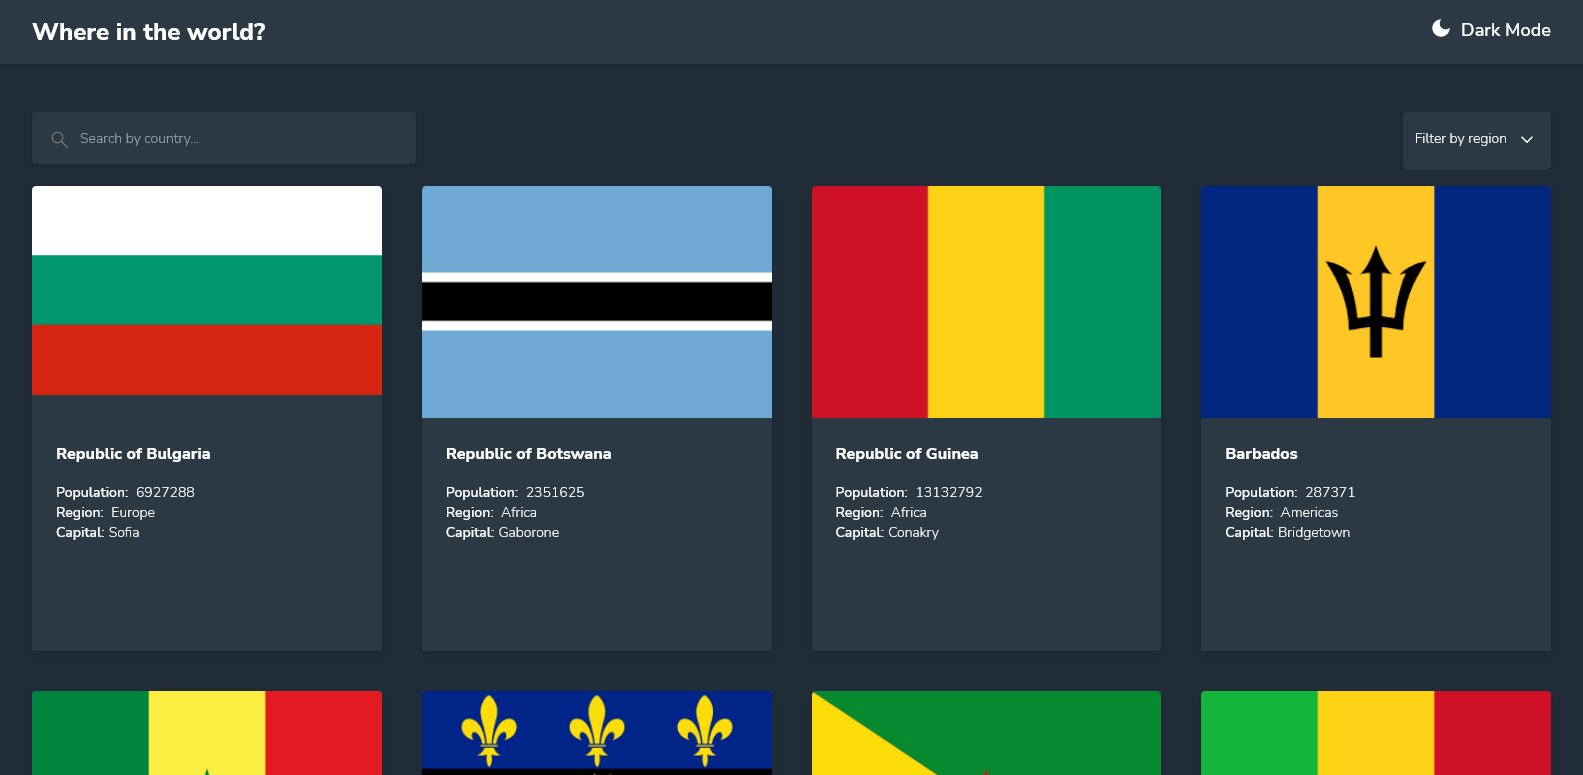 Where in the world?
Dark Mode
Search by country...
Filter by region
Republic of Bulgaria
Population: 6927288
Region: Europe
Capital: Sofia
Republic of Botswana
Population: 2351625
Region: Africa
Capital: Gaborone
Republic of Guinea
Population: 13132792
Region: Africa
Capital: Conakry
Barbados
Population: 287371
Region: Americas
Capital: Bridgetown